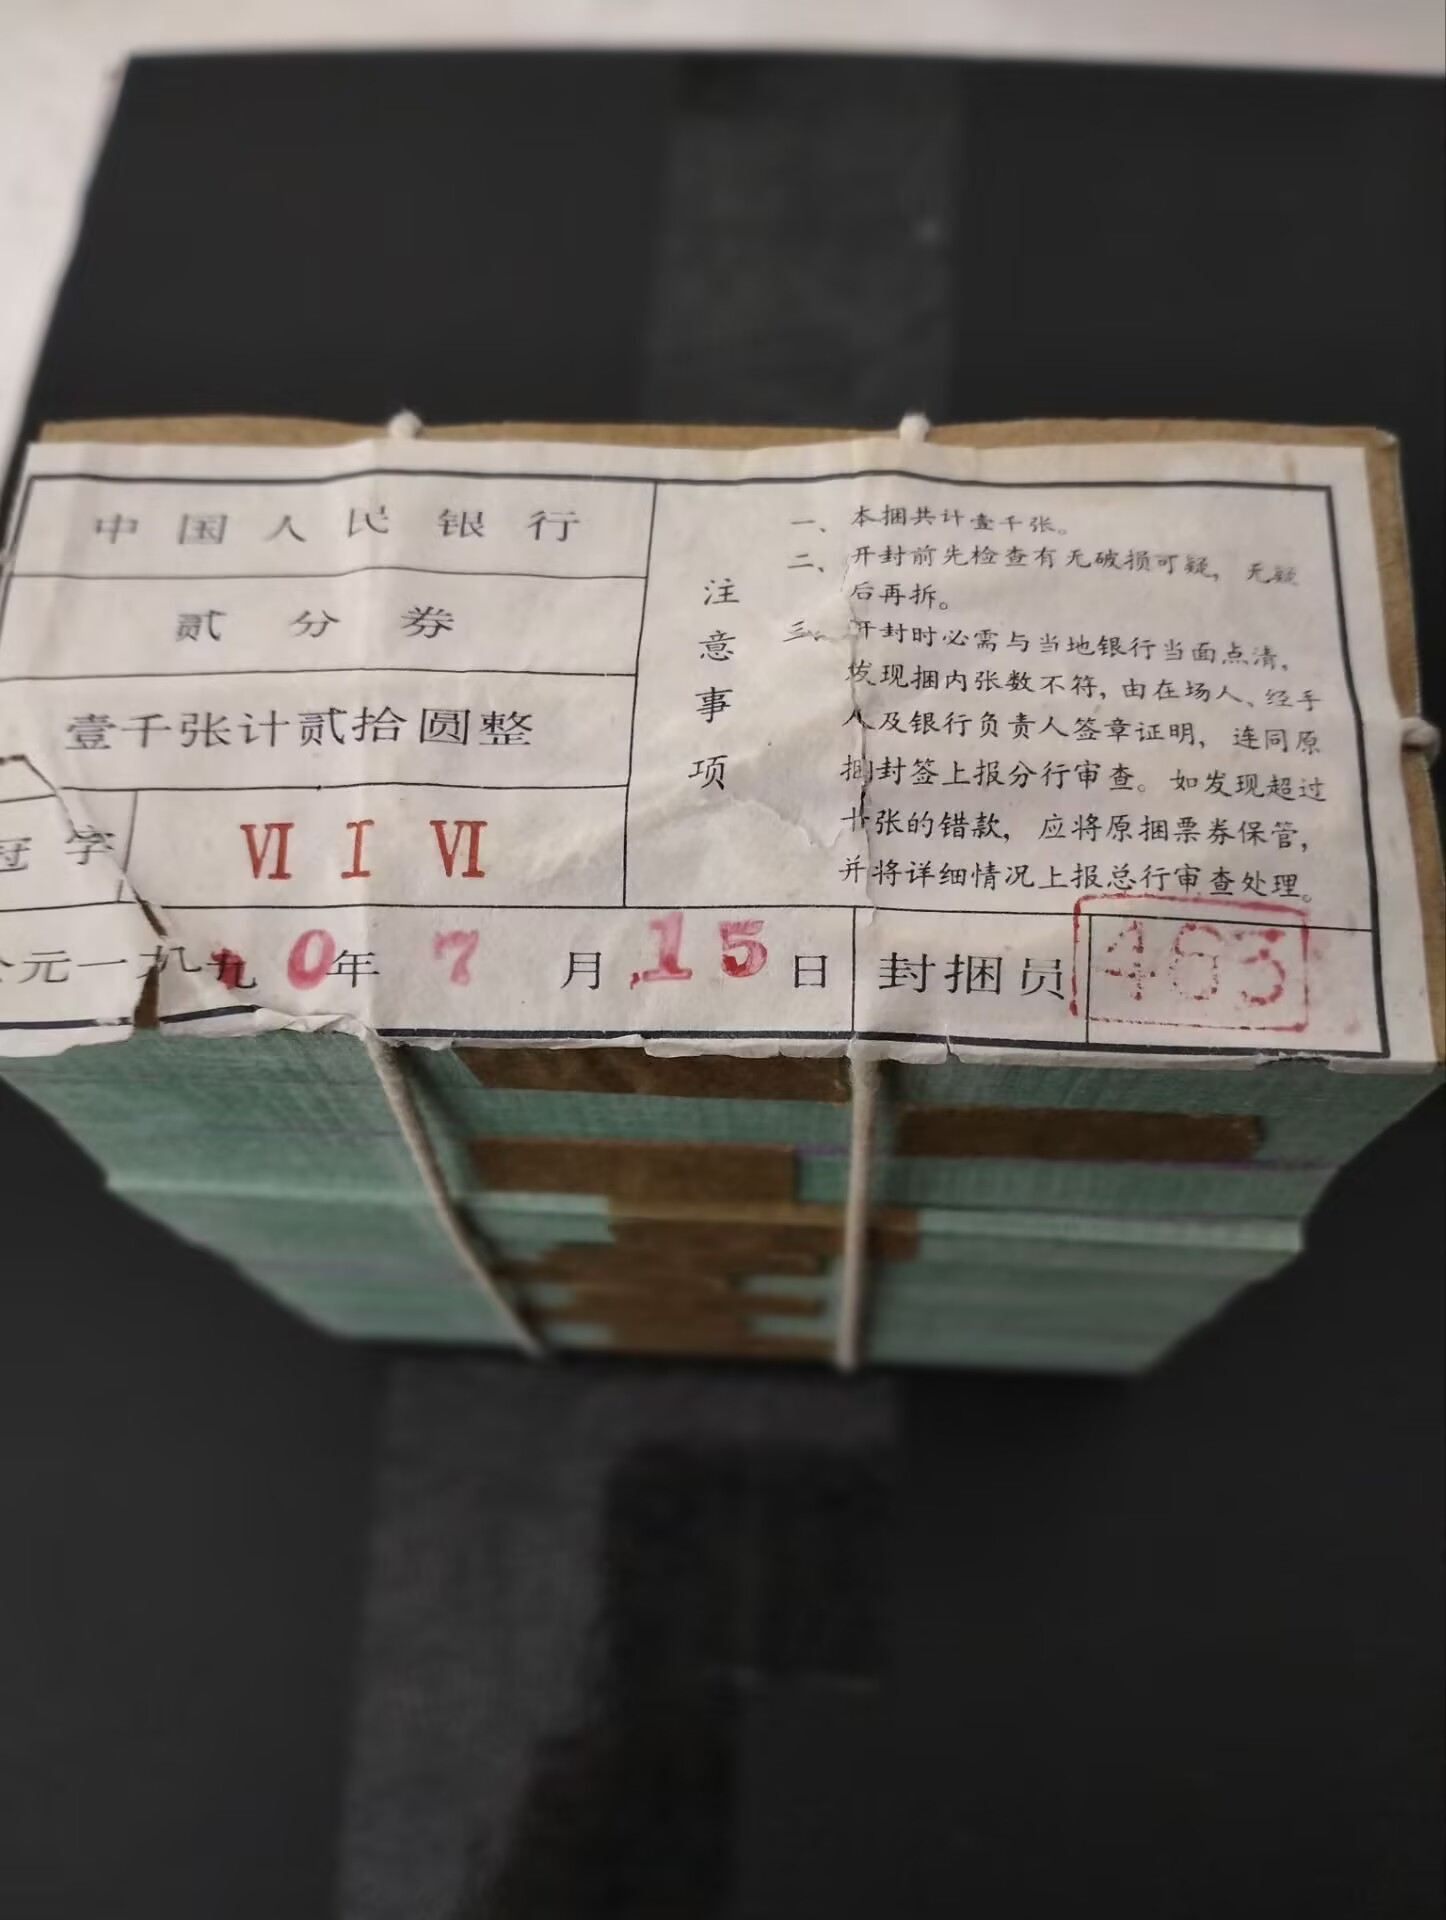 中国人民银行
贰分券
壹千张计贰拾圆整
冠字 Ⅵ Ⅰ Ⅵ
注意事项
一、本捆共计壹千张。
二、开封前先检查有无破损可疑，无疑
后再拆。
三、开封时必需与当地银行当面点清，
发现捆内张数不符，由在场人、经手
人及银行负责人签章证明，连同原
捆封签上报分行审查。如发现超过
十张的错款，应将原捆票券保管，
并将详细情况上报总行审查处理。
公元一九九0年7月15日
封捆员 463